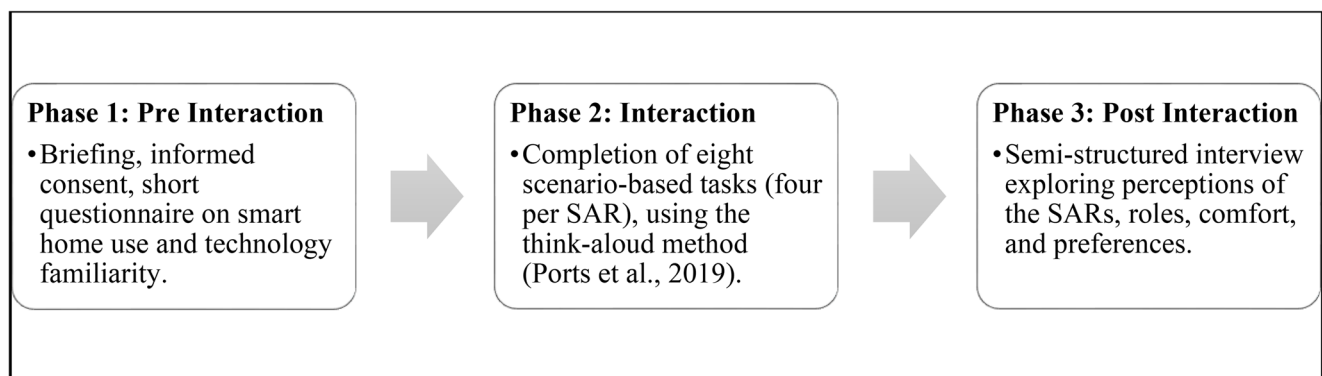 Phase 1: Pre Interaction
•Briefing, informed
consent, short
questionnaire on smart
home use and technology
familiarity.
Phase 2: Interaction
•Completion of eight
scenario-based tasks (four
per SAR), using the
think-aloud method
(Ports et al., 2019).
Phase 3: Post Interaction
•Semi-structured interview
exploring perceptions of
the SARs, roles, comfort,
and preferences.